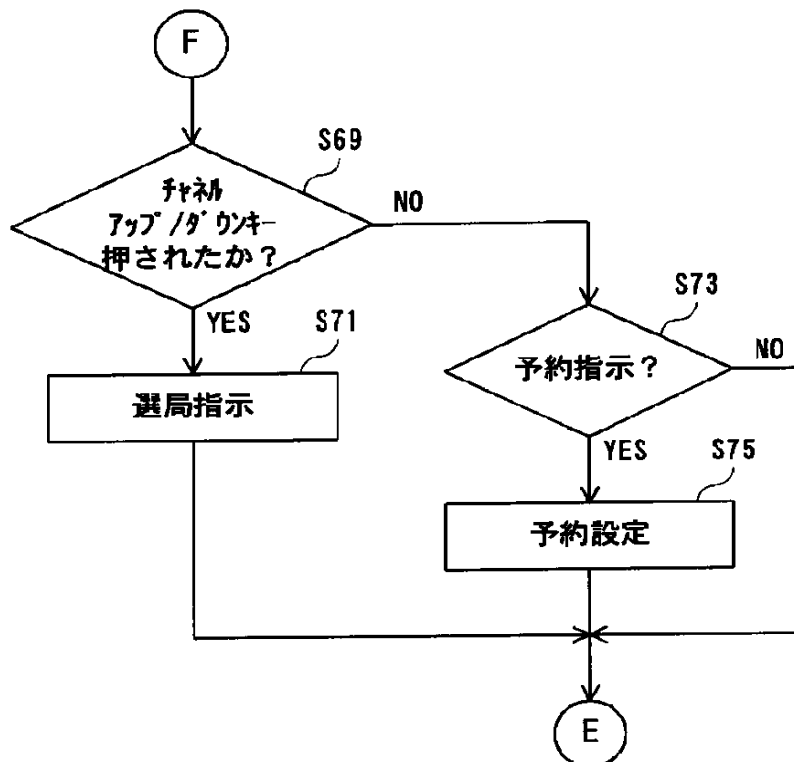 F
S69
ﾁｬﾈﾙ
ｱｯﾌﾟ/ﾀﾞｳﾝｷｰ
押されたか？
NO
YES
S71
選局指示
S73
予約指示？
NO
YES
S75
予約設定
E